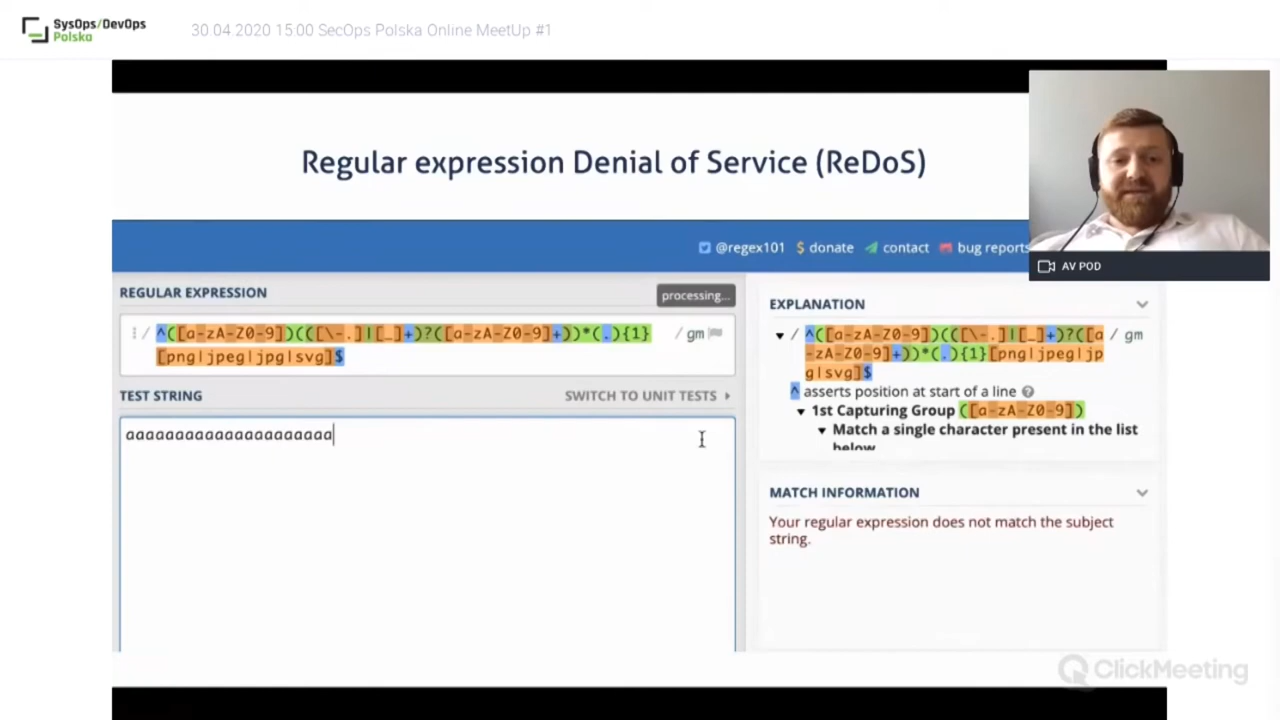 SysOps/DevOps
Polska
30.04.2020 15:00 SecOps Polska Online MeetUp #1
Regular expression Denial of Service (ReDoS)
@regex101 $ donate contact bug reports
AV POD
REGULAR EXPRESSION
processing...
/ ^([a-zA-Z0-9])(([\-.]|[_]+)?([a-zA-Z0-9]+))*(.){1} / gm
[png|jpeg|jpg|svg]$
TEST STRING
SWITCH TO UNIT TESTS
aaaaaaaaaaaaaaaaaaaaa
EXPLANATION
/ ^([a-zA-Z0-9])(([\-.]|[_]+)?([a / gm
-zA-Z0-9]+))*(.){1}[png|jpeg|jp
g|svg]$
^ asserts position at start of a line
1st Capturing Group ([a-zA-Z0-9])
Match a single character present in the list
below
MATCH INFORMATION
Your regular expression does not match the subject
string.
ClickMeeting